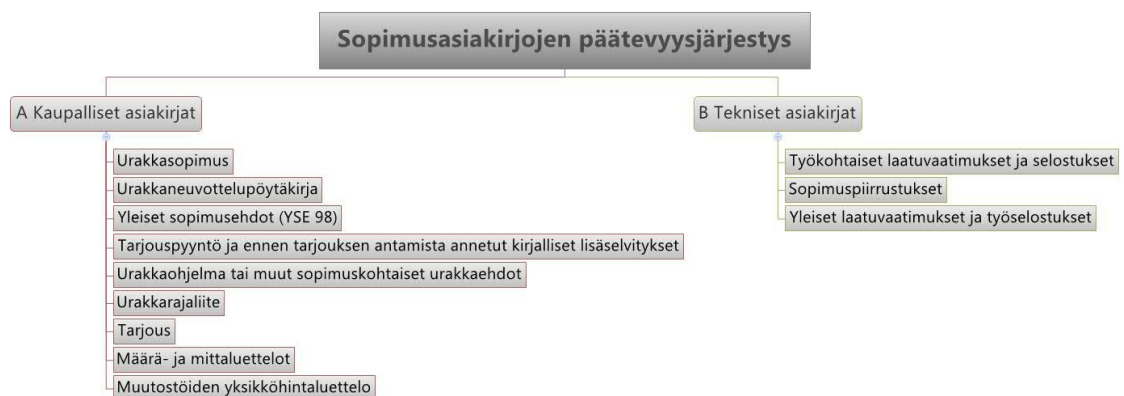 Sopimusasiakirjojen päätevyysjärjestys
A Kaupalliset asiakirjat
Urakkasopimus
Urakkaneuvottelupöytäkirja
Yleiset sopimusehdot (YSE 98)
Tarjouspyyntö ja ennen tarjouksen antamista annetut kirjalliset lisäselvitykset
Urakkaohjelma tai muut sopimuskohtaiset urakkaehdot
Urakkarajaliite
Tarjous
Määrä- ja mittaluettelot
Muutostöiden yksikköhintaluettelo
B Tekniset asiakirjat
Työkohtaiset laatuvaatimukset ja selostukset
Sopimuspiirrustukset
Yleiset laatuvaatimukset ja työselostukset